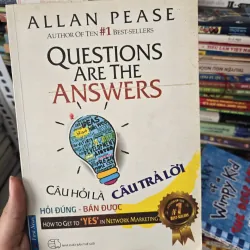 ALLAN PEASE
AUTHOR OF TEN #1 BEST-SELLERS
QUESTIONS
ARE THE
ANSWERS
CÂU HỎI LÀ CÂU TRẢ LỜI
HỎI ĐÚNG - BÁN ĐƯỢC
HOW TO GET TO "YES" IN NETWORK MARKETING
#1
Wimpy Kid